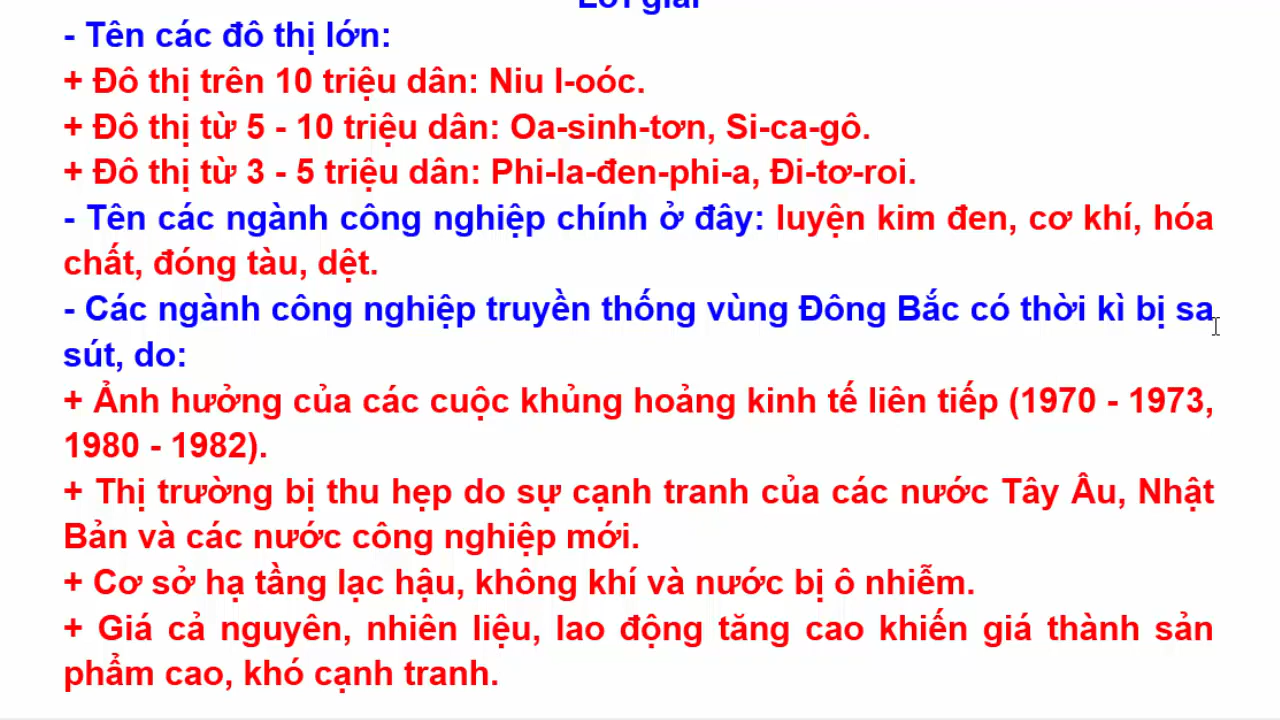 Lời giải
- Tên các đô thị lớn:
+ Đô thị trên 10 triệu dân: Niu I-oóc.
+ Đô thị từ 5 - 10 triệu dân: Oa-sinh-tơn, Si-ca-gô.
+ Đô thị từ 3 - 5 triệu dân: Phi-la-đen-phi-a, Đi-tơ-roi.
- Tên các ngành công nghiệp chính ở đây: luyện kim đen, cơ khí, hóa
chất, đóng tàu, dệt.
- Các ngành công nghiệp truyền thống vùng Đông Bắc có thời kì bị sa
sút, do:
+ Ảnh hưởng của các cuộc khủng hoảng kinh tế liên tiếp (1970 - 1973,
1980 - 1982).
+ Thị trường bị thu hẹp do sự cạnh tranh của các nước Tây Âu, Nhật
Bản và các nước công nghiệp mới.
+ Cơ sở hạ tầng lạc hậu, không khí và nước bị ô nhiễm.
+ Giá cả nguyên, nhiên liệu, lao động tăng cao khiến giá thành sản
phẩm cao, khó cạnh tranh.